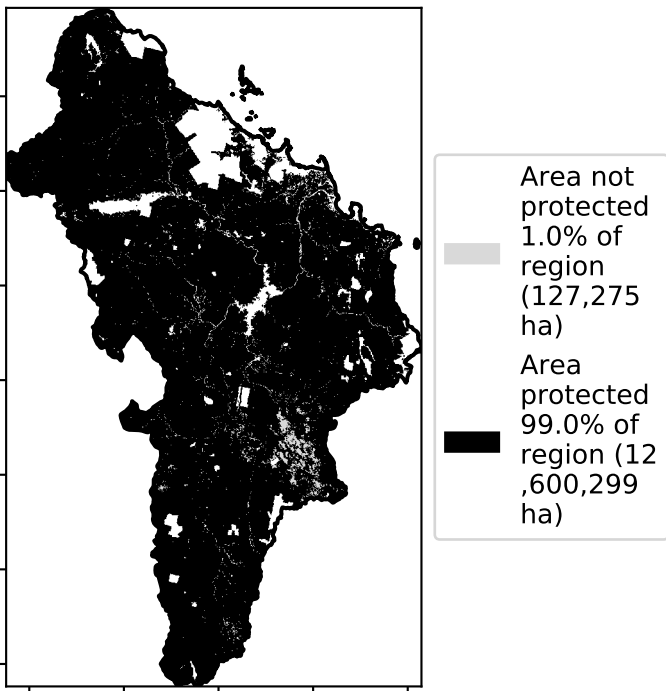 Area not
protected
1.0% of
region
(127,275
ha)
Area
protected
99.0% of
region (12
,600,299
ha)